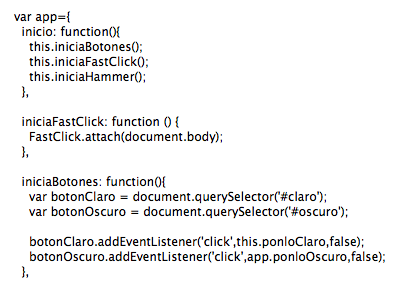 var app={
  inicio: function(){
    this.iniciaBotones();
    this.iniciaFastClick();
    this.iniciaHammer();
  },

  iniciaFastClick: function () {
    FastClick.attach(document.body);
  },

  iniciaBotones: function(){
    var botonClaro = document.querySelector('#claro');
    var botonOscuro = document.querySelector('#oscuro');

    botonClaro.addEventListener('click',this.ponloClaro,false);
    botonOscuro.addEventListener('click',app.ponloOscuro,false);
  },